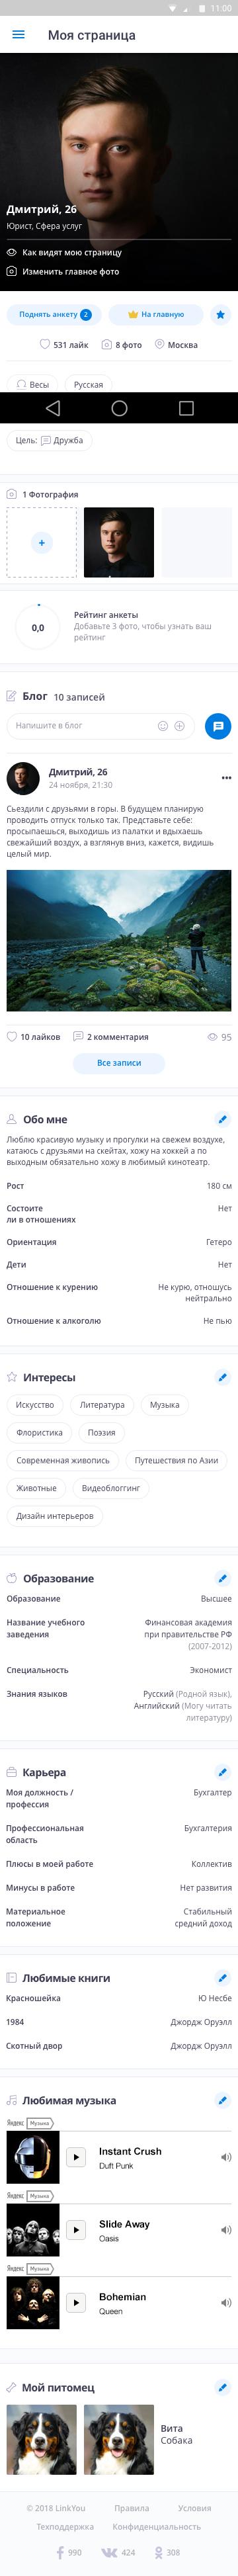 11:00
Моя страница
Дмитрий, 26
Юрист, Сфера услуг
Как видят мою страницу
Изменить главное фото
Поднять анкету 2
На главную
531 лайк
8 фото
Москва
Весы
Русская
Цель: Дружба
1 Фотография
+
0,0
Рейтинг анкеты
Добавьте 3 фото, чтобы узнать ваш
рейтинг
Блог 10 записей
Напишите в блог
Дмитрий, 26
24 ноября, 21:30
Съездили с друзьями в горы. В будущем планирую
проводить отпуск только так. Представьте себе:
просыпаешься, выходишь из палатки и вдыхаешь
свежайший воздух, а взглянув вниз, кажется, видишь
целый мир.
10 лайков
2 комментария
95
Все записи
Обо мне
Люблю красивую музыку и прогулки на свежем воздухе,
катаюсь с друзьями на скейтах, хожу на хоккей а по
выходным обязательно хожу в любимый кинотеатр.
Рост 180 см
Состоите Нет
ли в отношениях
Ориентация Гетеро
Дети Нет
Отношение к курению Не курю, отношусь
нейтрально
Отношение к алкоголю Не пью
Интересы
Искусство Литература Музыка
Флористика Поэзия
Современная живопись Путешествия по Азии
Животные Видеоблоггинг
Дизайн интерьеров
Образование
Образование Высшее
Название учебного Финансовая академия
заведения при правительстве РФ
(2007-2012)
Специальность Экономист
Знания языков Русский (Родной язык),
Английский (Могу читать
литературу)
Карьера
Моя должность / Бухгалтер
профессия
Профессиональная Бухгалтерия
область
Плюсы в моей работе Коллектив
Минусы в работе Нет развития
Материальное Стабильный
положение средний доход
Любимые книги
Красношейка Ю Несбе
1984 Джордж Оруэлл
Скотный двор Джордж Оруэлл
Любимая музыка
Яндекс Музыка
Instant Crush
Duft Punk
Яндекс Музыка
Slide Away
Oasis
Яндекс Музыка
Bohemian
Queen
Мой питомец
Вита
Собака
© 2018 LinkYou Правила Условия
Техподдержка Конфиденциальность
990 424 308